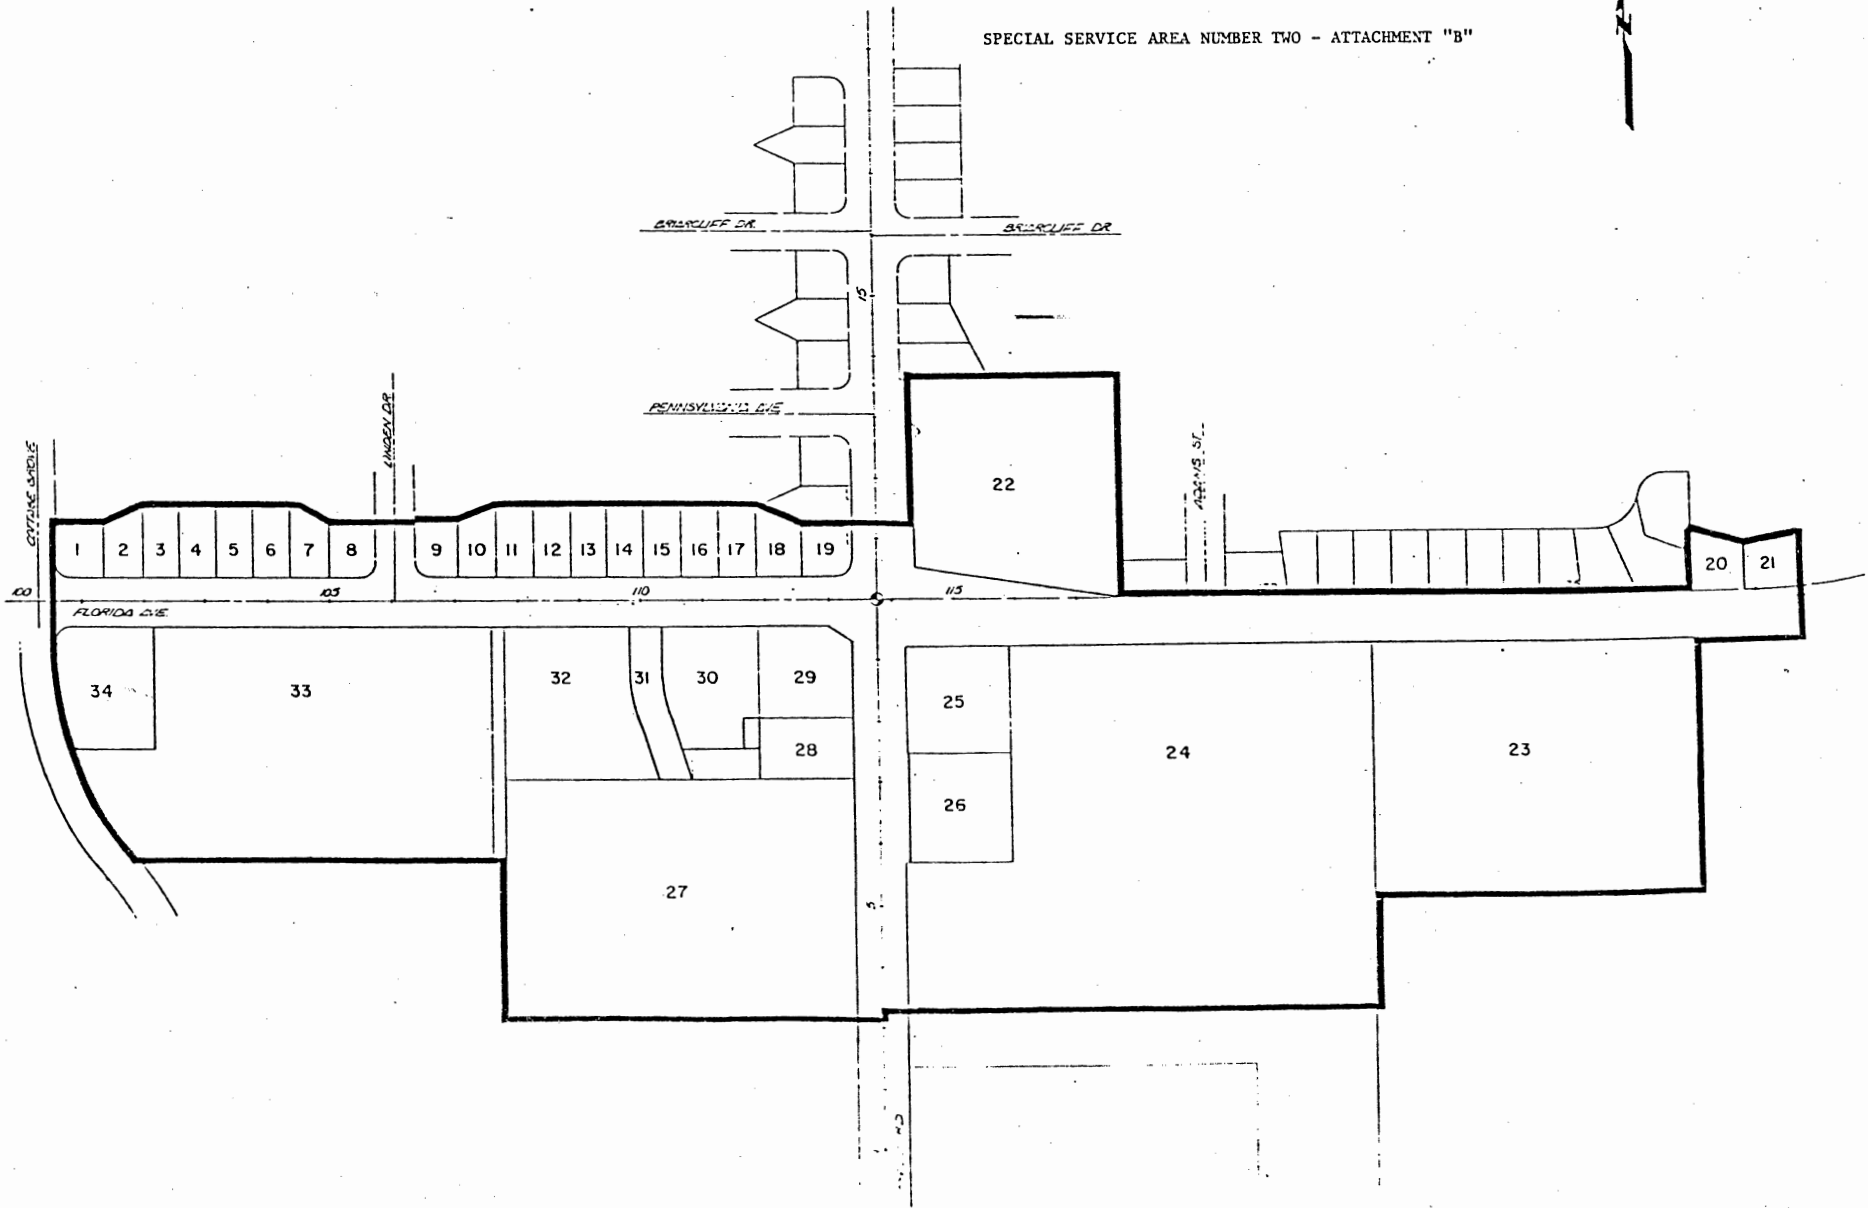 SPECIAL SERVICE AREA NUMBER TWO - ATTACHMENT "B"
N
BRIARCLIFF DR.
BRIARCLIFF DR
15
PENNSYLVANIA AVE
LINDEN DR.
ADAMS ST.
22
1 2 3 4 5 6 7 8 9 10 11 12 13 14 15 16 17 18 19
20 21
100 105 110 115
FLORIDA AVE.
34 33 32 31 30 29
28
25
24
23
26
27
5
RD